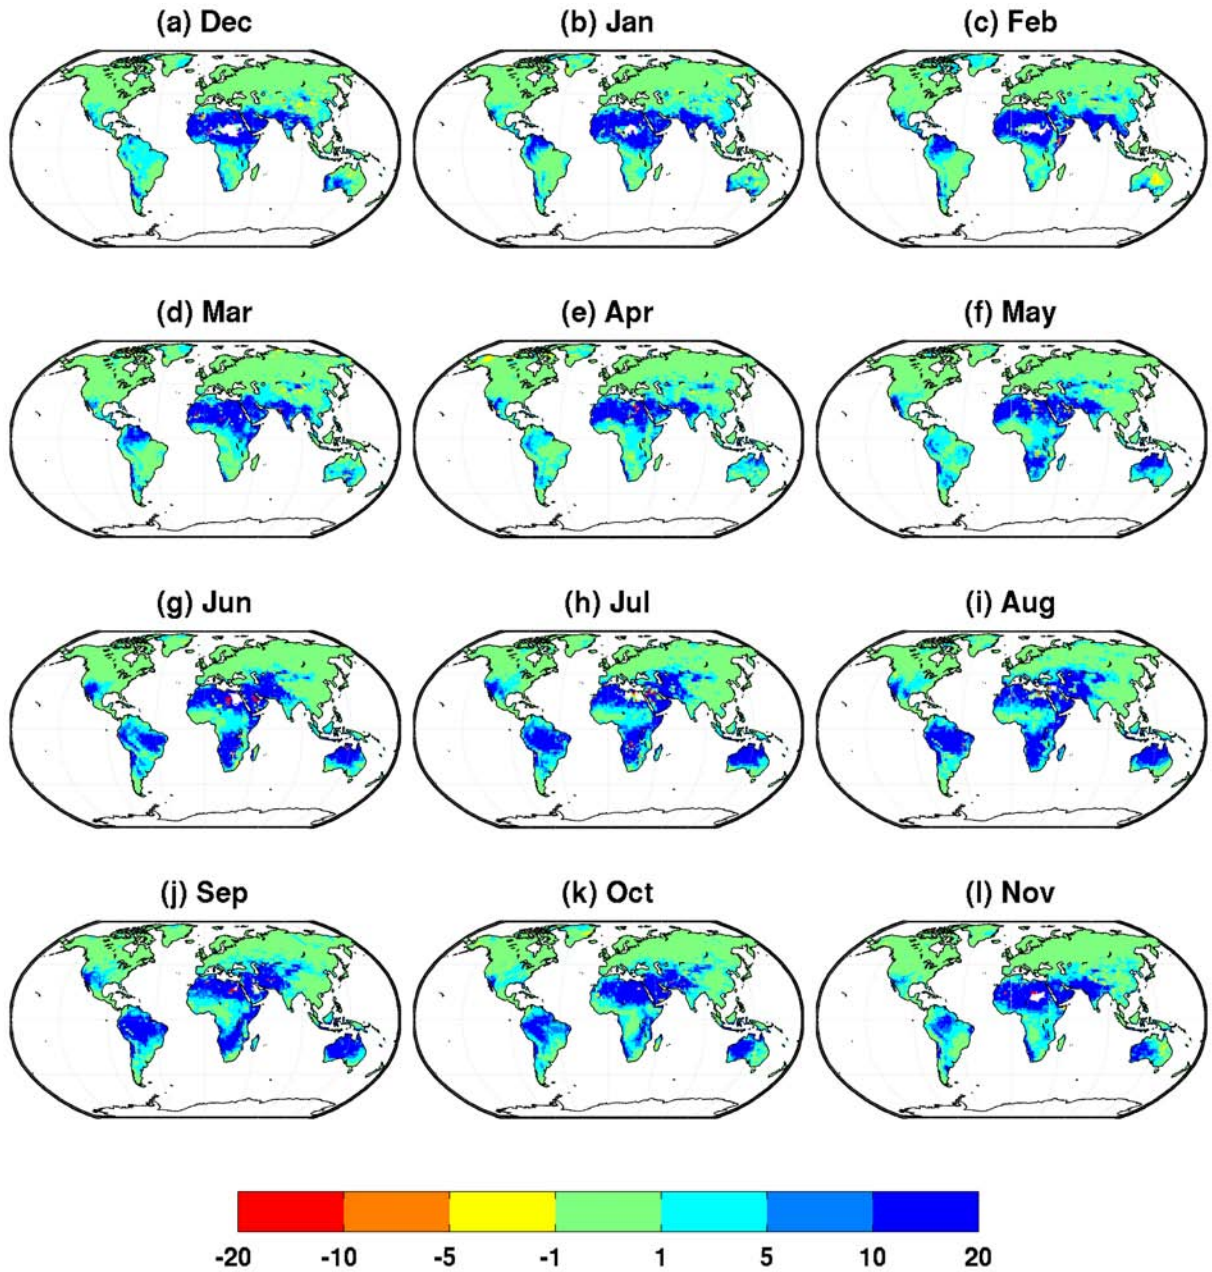 (a) Dec (b) Jan (c) Feb
(d) Mar (e) Apr (f) May
(g) Jun (h) Jul (i) Aug
(j) Sep (k) Oct (l) Nov
-20 -10 -5 -1 1 5 10 20